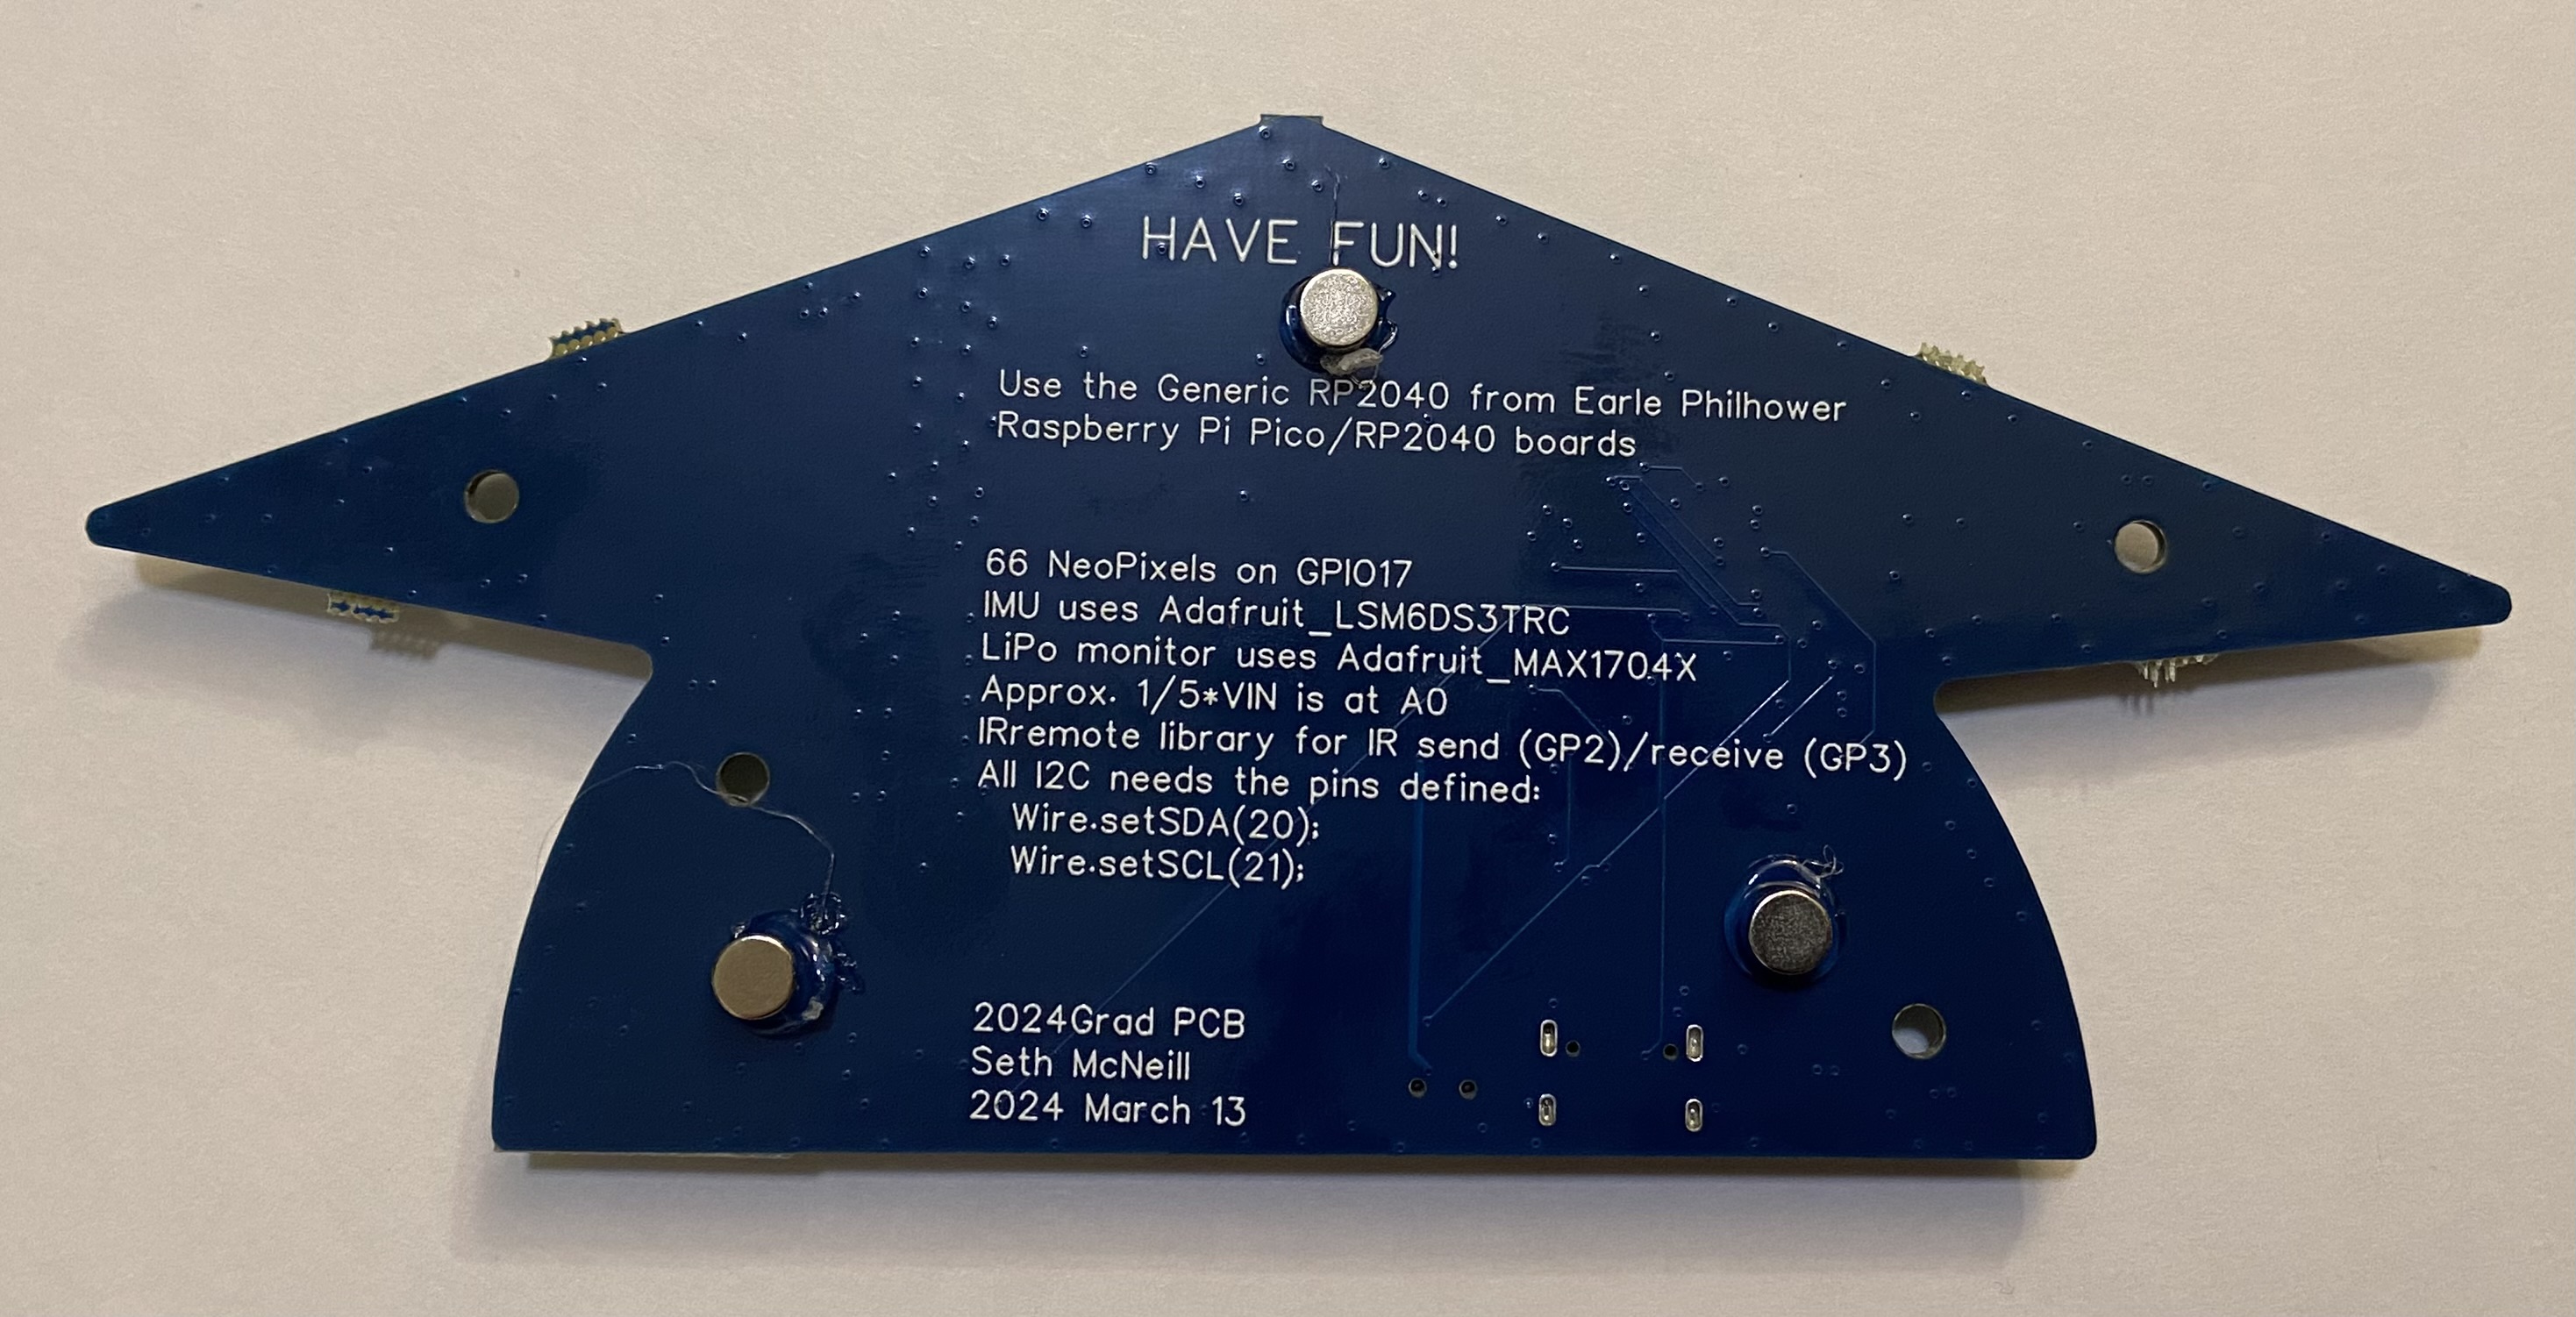 HAVE FUN!
Use the Generic RP2040 from Earle Philhower
Raspberry Pi Pico/RP2040 boards
66 NeoPixels on GPIO17
IMU uses Adafruit_LSM6DS3TRC
LiPo monitor uses Adafruit_MAX1704X
Approx. 1/5*VIN is at A0
IRremote library for IR send (GP2)/receive (GP3)
All I2C needs the pins defined:
Wire.setSDA(20);
Wire.setSCL(21);
2024Grad PCB
Seth McNeill
2024 March 13